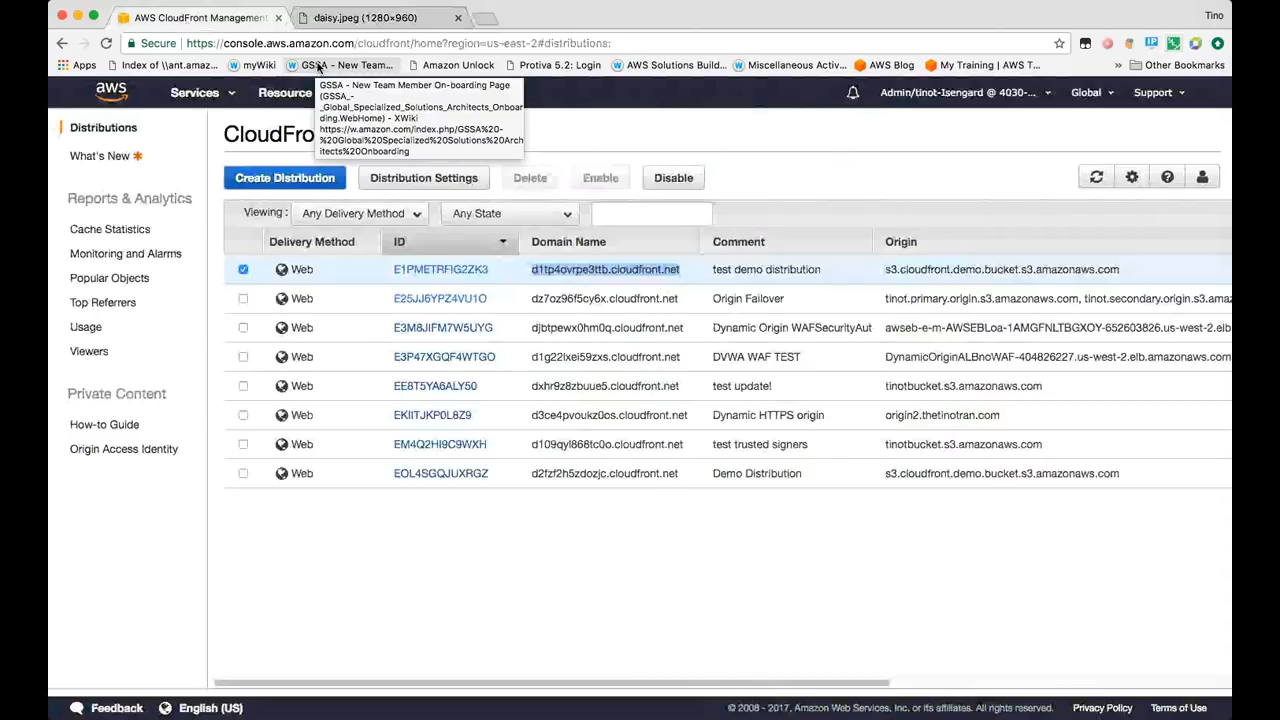 AWS CloudFront Management
daisy.jpeg (1280×960)
Tino
Secure
https://console.aws.amazon.com/cloudfront/home?region=us-east-2#distributions:
IP
Apps
Index of \\ant.amaz...
myWiki
GSSA - New Team...
Amazon Unlock
Protiva 5.2: Login
AWS Solutions Build...
Miscellaneous Activ...
AWS Blog
My Training | AWS T...
Other Bookmarks
GSSA - New Team Member On-boarding Page
(GSSA_-
_Global_Specialized_Solutions_Architects_Onboar
ding.WebHome) - XWiki
https://w.amazon.com/index.php/GSSA%20-
%20Global%20Specialized%20Solutions%20Arch
itects%20Onboarding
aws
Services
Resource
Admin/tinot-Isengard @ 4030-...
Global
Support
Distributions
What's New
Reports & Analytics
Cache Statistics
Monitoring and Alarms
Popular Objects
Top Referrers
Usage
Viewers
Private Content
How-to Guide
Origin Access Identity
CloudFro
Create Distribution
Distribution Settings
Delete
Enable
Disable
Viewing :
Any Delivery Method
Any State
Delivery Method ID Domain Name Comment Origin
Web E1PMETRFIG2ZK3 d1tp4ovrpe3ttb.cloudfront.net test demo distribution s3.cloudfront.demo.bucket.s3.amazonaws.com
Web E25JJ6YPZ4VU1O dz7oz96f5cy6x.cloudfront.net Origin Failover tinot.primary.origin.s3.amazonaws.com, tinot.secondary.origin.s3.amazona
Web E3M8JIFM7W5UYG djbtpewx0hm0q.cloudfront.net Dynamic Origin WAFSecurityAut awseb-e-m-AWSEBLoa-1AMGFNLTBGXOY-652603826.us-west-2.elb
Web E3P47XGQF4WTGO d1g22lxei59zxs.cloudfront.net DVWA WAF TEST DynamicOriginALBnoWAF-404826227.us-west-2.elb.amazonaws.com
Web EE8T5YA6ALY50 dxhr9z8zbuue5.cloudfront.net test update! tinotbucket.s3.amazonaws.com
Web EKIITJKP0L8Z9 d3ce4pvoukz0os.cloudfront.net Dynamic HTTPS origin origin2.thetinotran.com
Web EM4Q2HI9C9WXH d109qyl868tc0o.cloudfront.net test trusted signers tinotbucket.s3.amazonaws.com
Web EOL4SGQJUXRGZ d2fzf2h5zdozjc.cloudfront.net Demo Distribution s3.cloudfront.demo.bucket.s3.amazonaws.com
Feedback
English (US)
© 2008 - 2017, Amazon Web Services, Inc. or its affiliates. All rights reserved.
Privacy Policy
Terms of Use